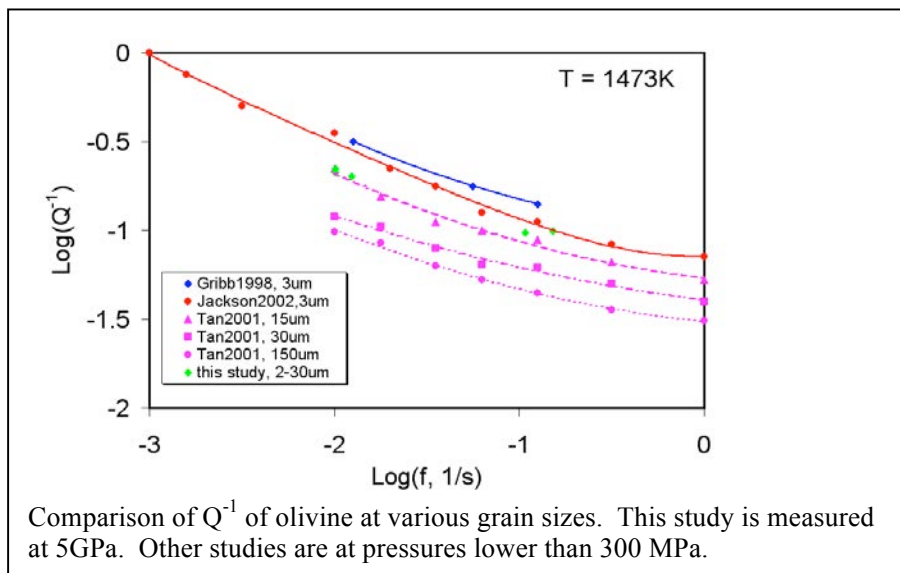 T = 1473K
0
-0.5
-1
-1.5
-2
Log(Q⁻¹)
Gribb1998, 3um
Jackson2002,3um
Tan2001, 15um
Tan2001, 30um
Tan2001, 150um
this study, 2-30um
-3 -2 -1 0
Log(f, 1/s)
Comparison of Q⁻¹ of olivine at various grain sizes. This study is measured
at 5GPa. Other studies are at pressures lower than 300 MPa.